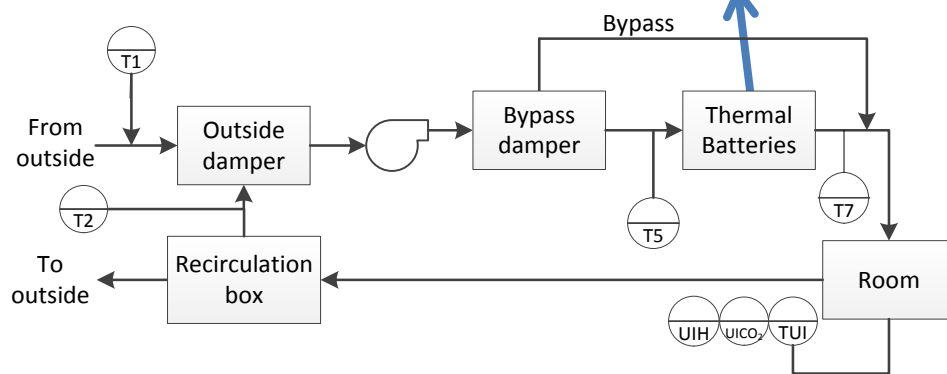 Bypass
T1
From
outside
Outside
damper
Bypass
damper
Thermal
Batteries
T2
T5
T7
To
outside
Recirculation
box
Room
UIH
UICO₂
TUI